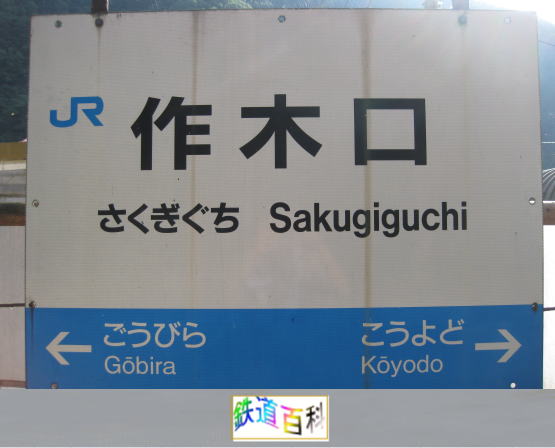 JR
作木口
さくぎぐち Sakugiguchi
← ごうびら こうよど →
Gōbira Kōyodo
鉄道百科